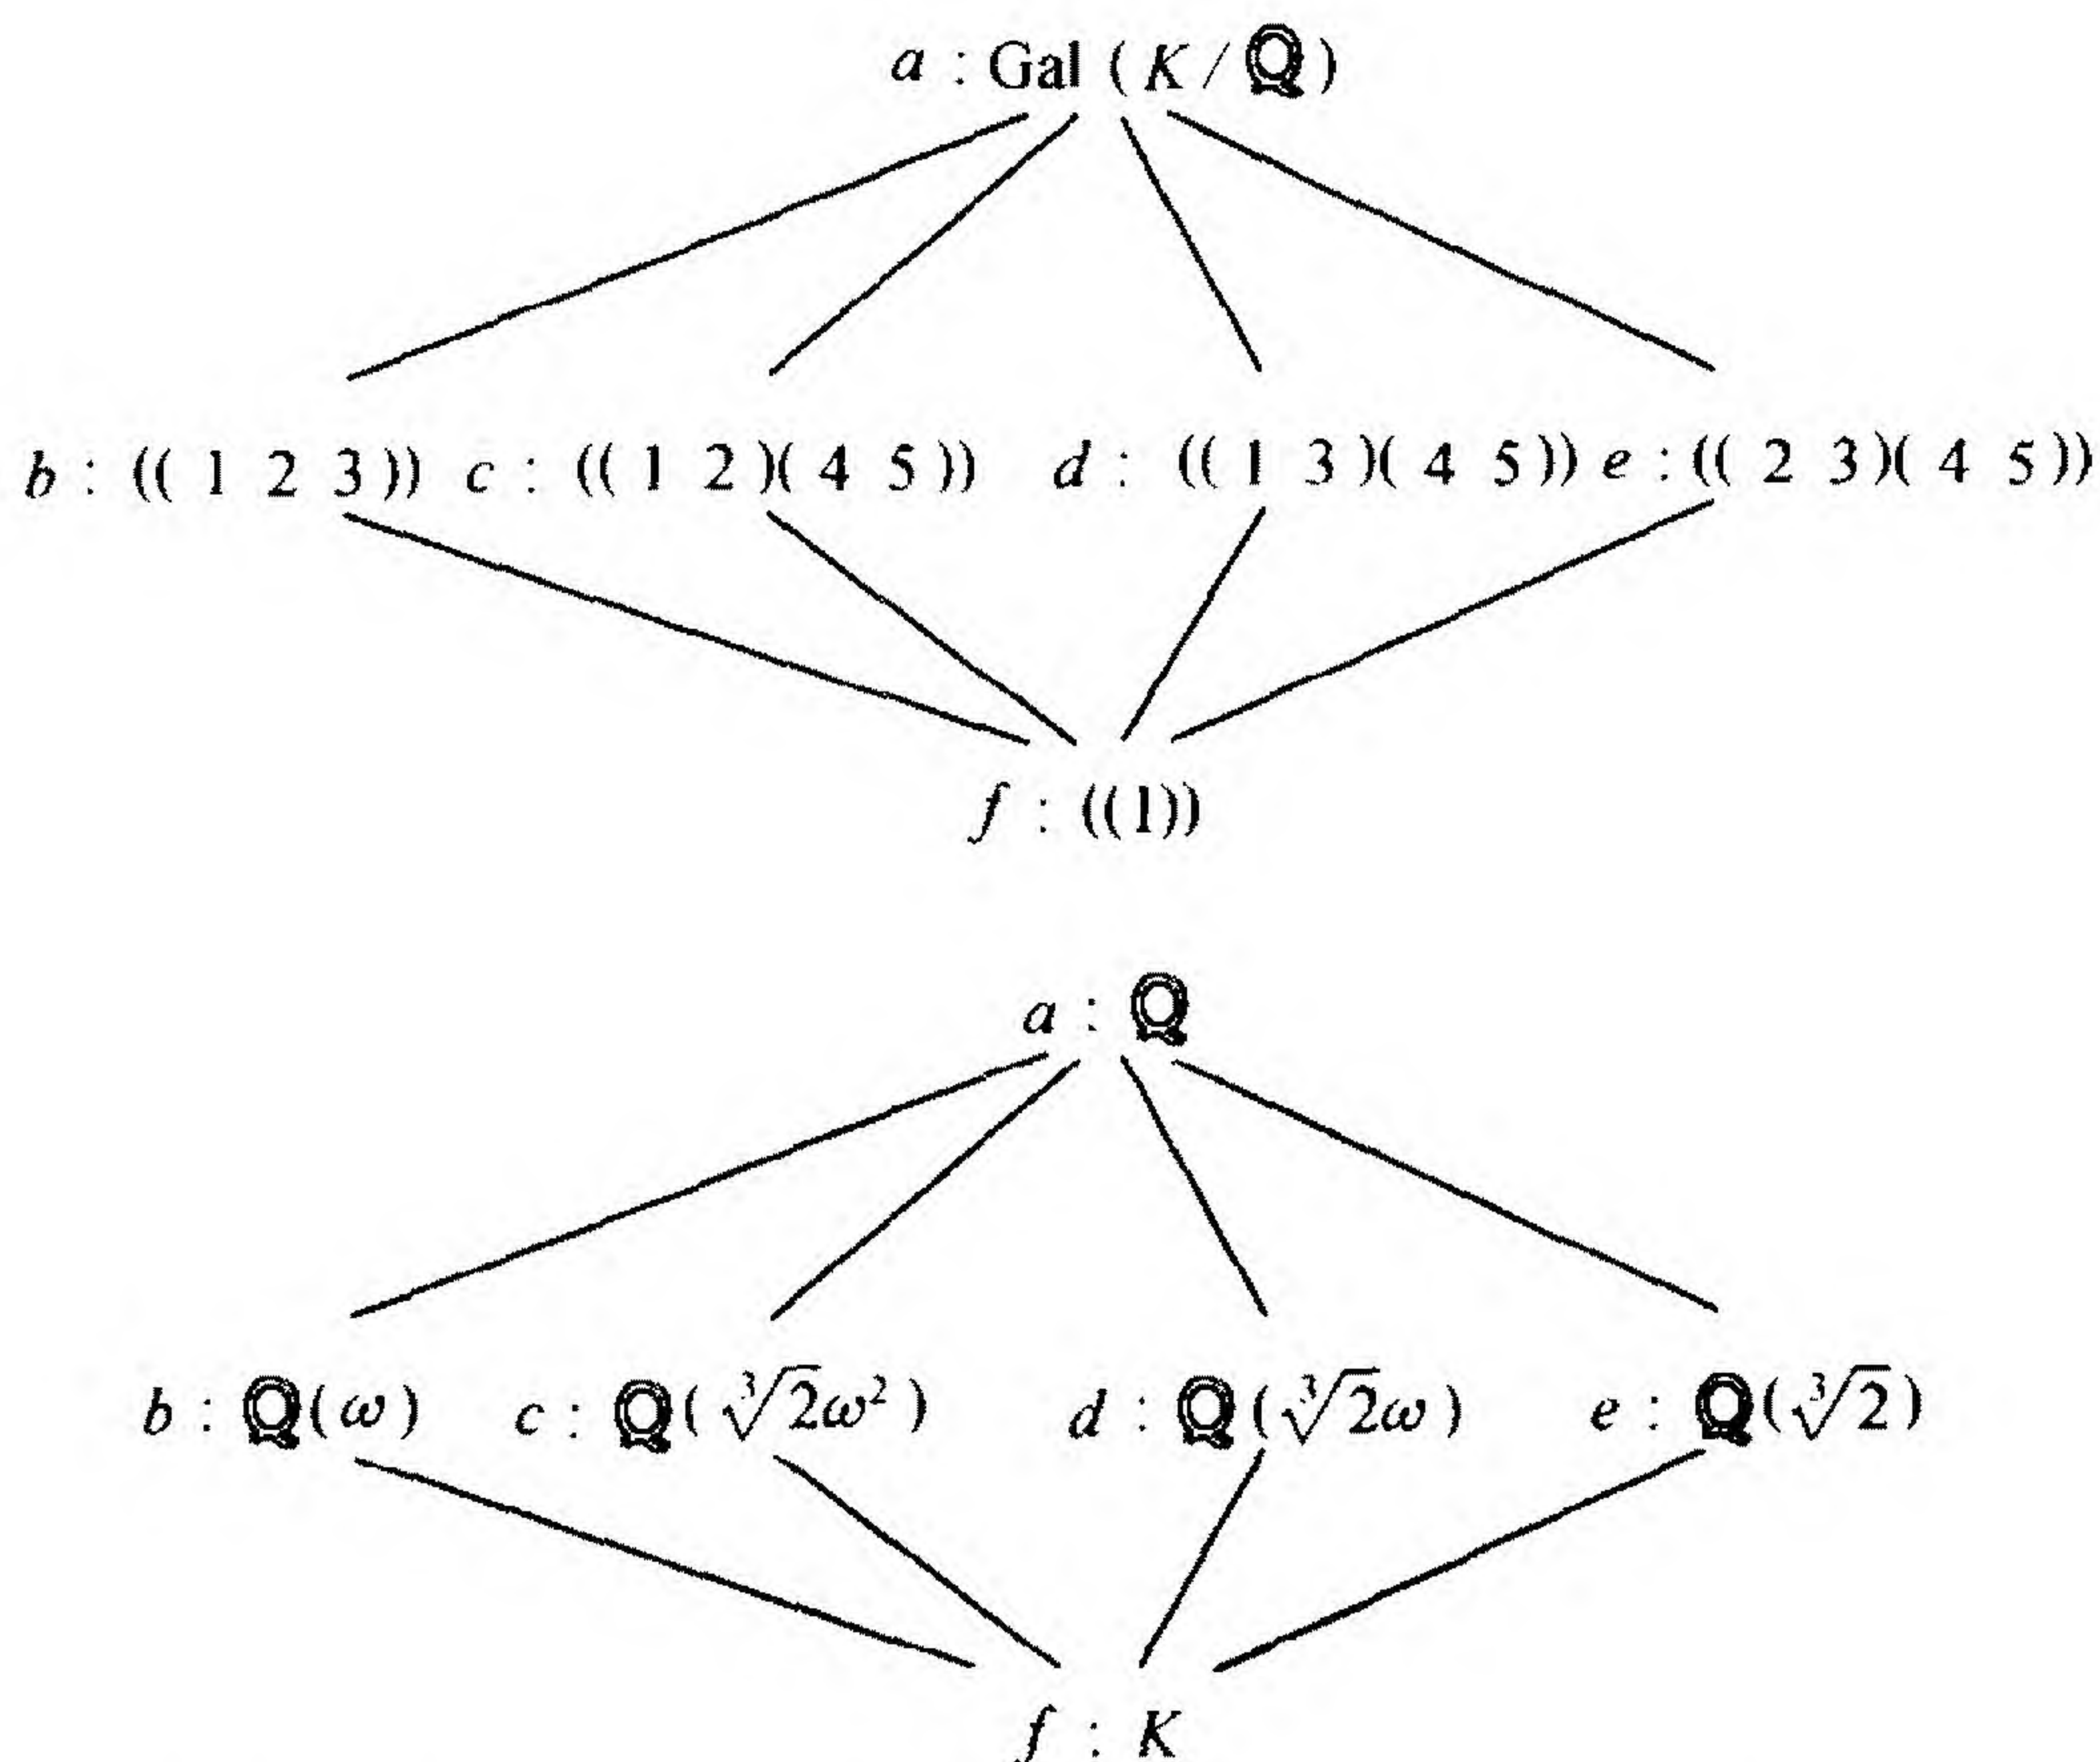 a : Gal ( K / ℚ )
b : (( 1 2 3 )) c : (( 1 2 )( 4 5 )) d : (( 1 3 )( 4 5 )) e : (( 2 3 )( 4 5 ))
f : ((1))
a : ℚ
b : ℚ( ω ) c : ℚ( ∛2ω² ) d : ℚ( ∛2ω ) e : ℚ( ∛2 )
f : K